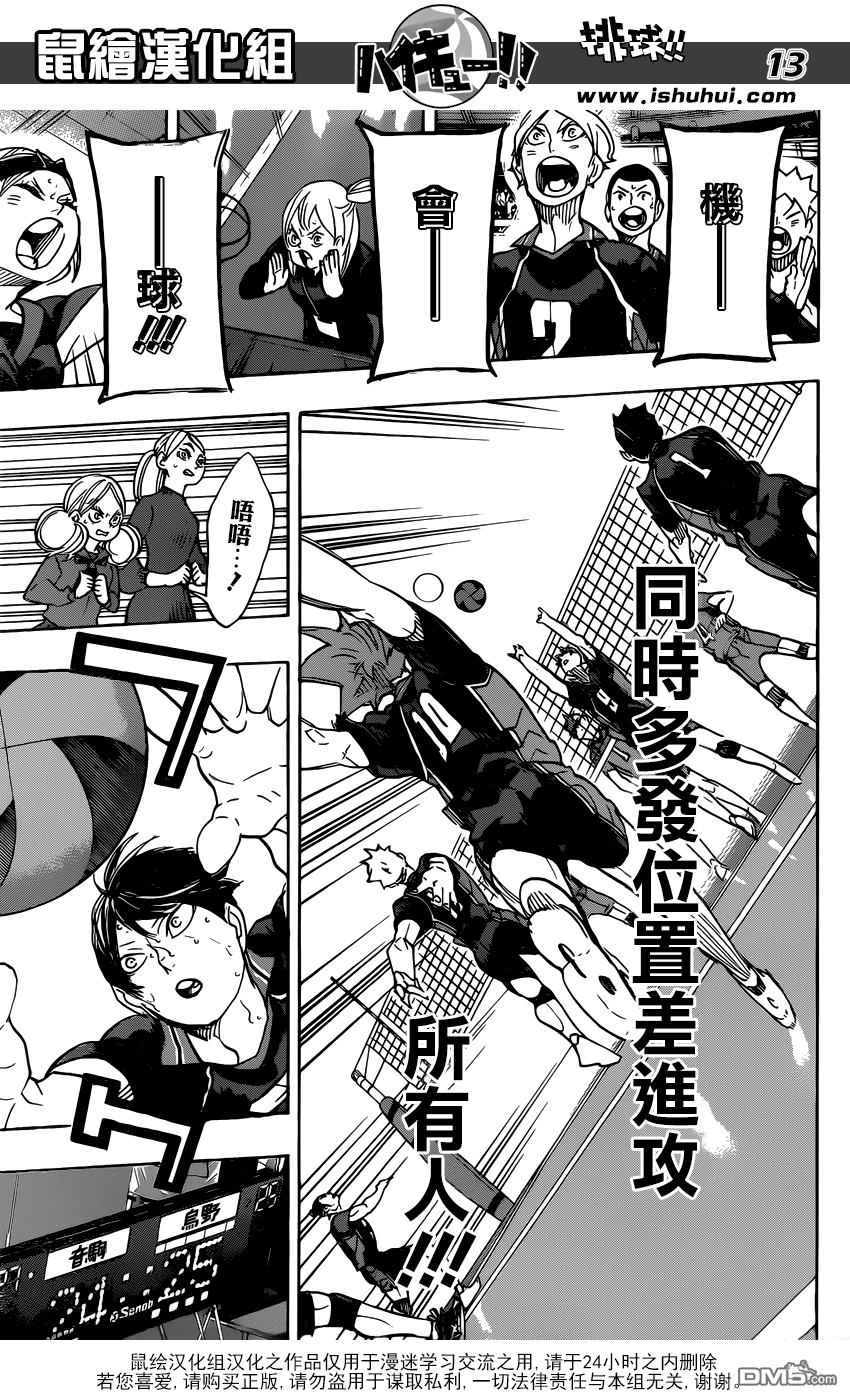 鼠繪漢化組
ハイキュー!!
排球!!
13
www.ishuhui.com
機——
會——
——球!!!
2
1
10
同時多發位置差進攻
所有人!!!
唔唔……!
烏野
音駒
24 25
Senoh
鼠绘汉化组汉化之作品仅用于漫迷学习交流之用, 请于24小时之内删除
若您喜爱, 请购买正版, 请勿盗用于谋取私利, 一切法律责任与本组无关, 谢谢。
DM5.com